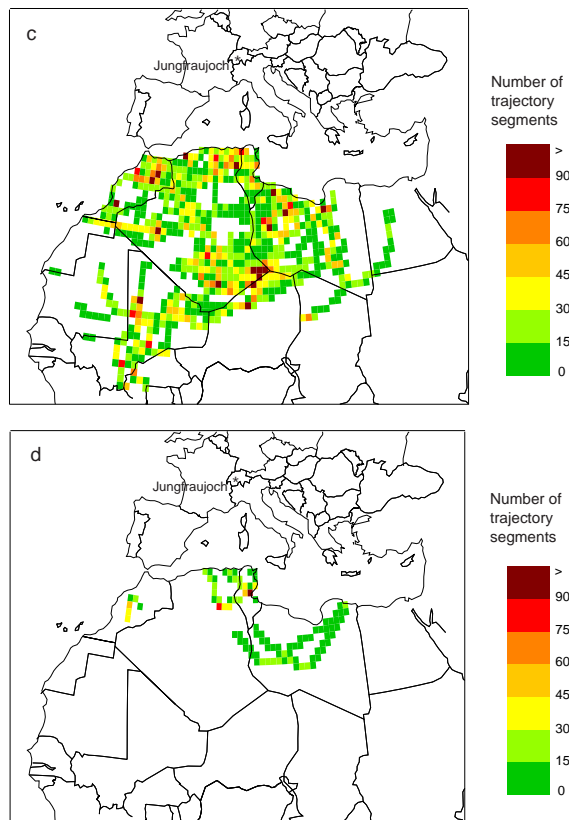 c
Jungfraujoch *
Number of
trajectory
segments
>
90
75
60
45
30
15
0
d
Jungfraujoch *
Number of
trajectory
segments
>
90
75
60
45
30
15
0